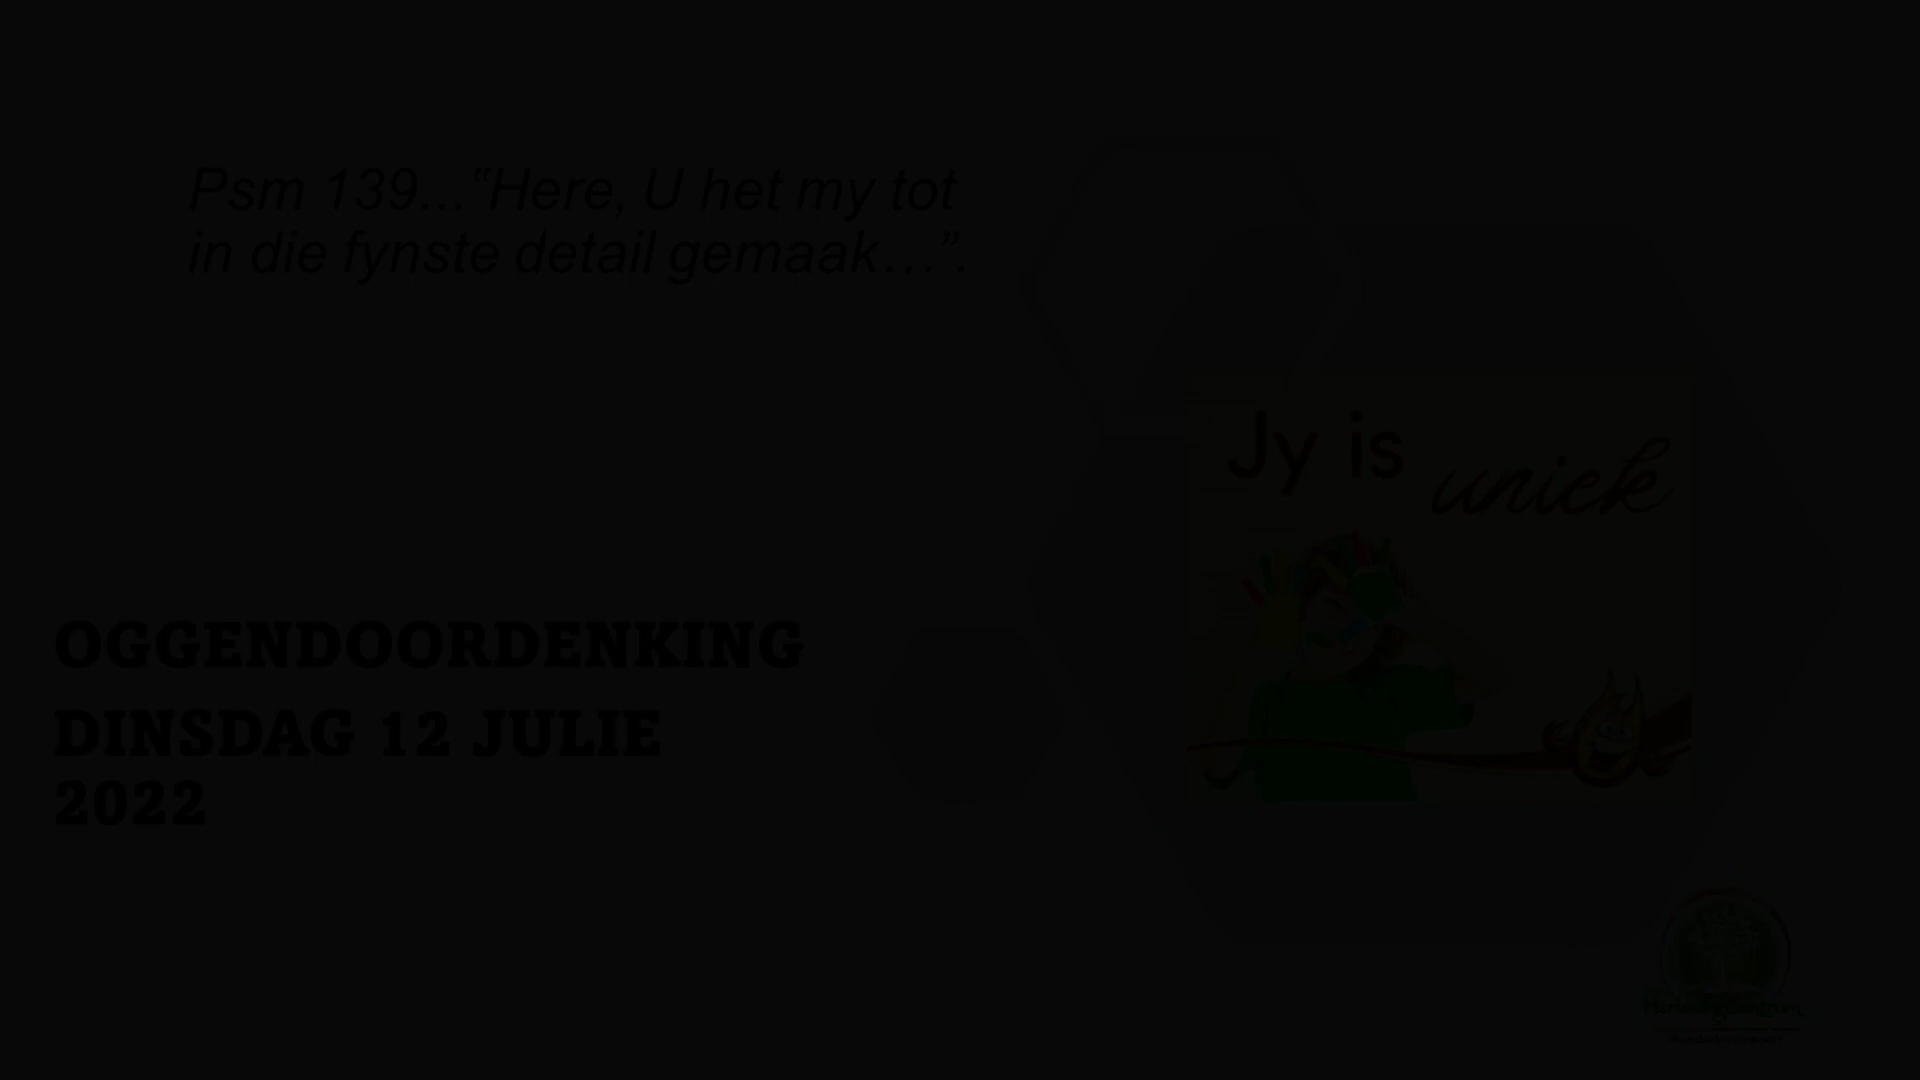 Psm 139...“Here, U het my tot
in die fynste detail gemaak…”.
Jy is uniek
OGGENDOORDENKING
DINSDAG 12 JULIE
2022